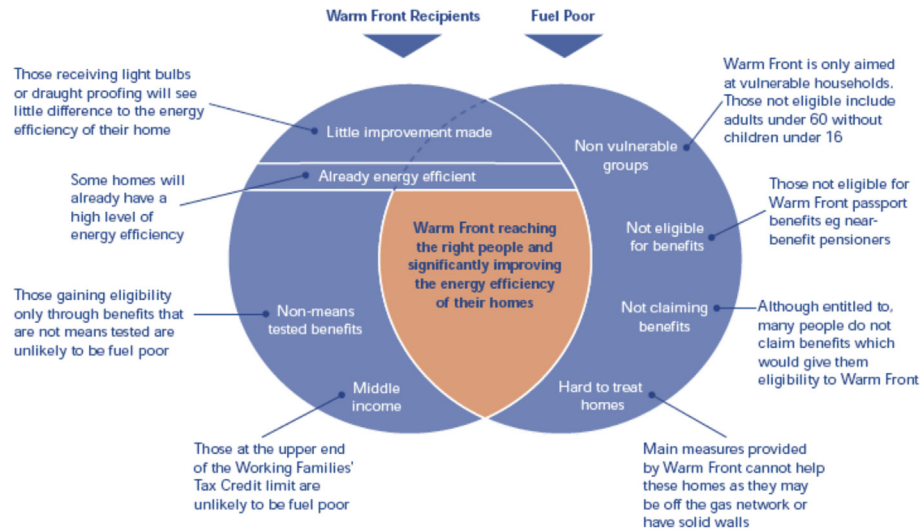 Warm Front Recipients
Fuel Poor
Those receiving light bulbs
or draught proofing will see
little difference to the energy
efficiency of their home
Little improvement made
Warm Front is only aimed
at vulnerable households.
Those not eligible include
adults under 60 without
children under 16
Non vulnerable
groups
Some homes will
already have a
high level of
energy efficiency
Already energy efficient
Those not eligible for
Warm Front passport
benefits eg near-
benefit pensioners
Not eligible
for benefits
Warm Front reaching
the right people and
significantly improving
the energy efficiency
of their homes
Those gaining eligibility
only through benefits that
are not means tested are
unlikely to be fuel poor
Non-means
tested benefits
Not claiming
benefits
Although entitled to,
many people do not
claim benefits which
would give them
eligibility to Warm Front
Middle
income
Hard to treat
homes
Those at the upper end
of the Working Families'
Tax Credit limit are
unlikely to be fuel poor
Main measures provided
by Warm Front cannot help
these homes as they may
be off the gas network or
have solid walls